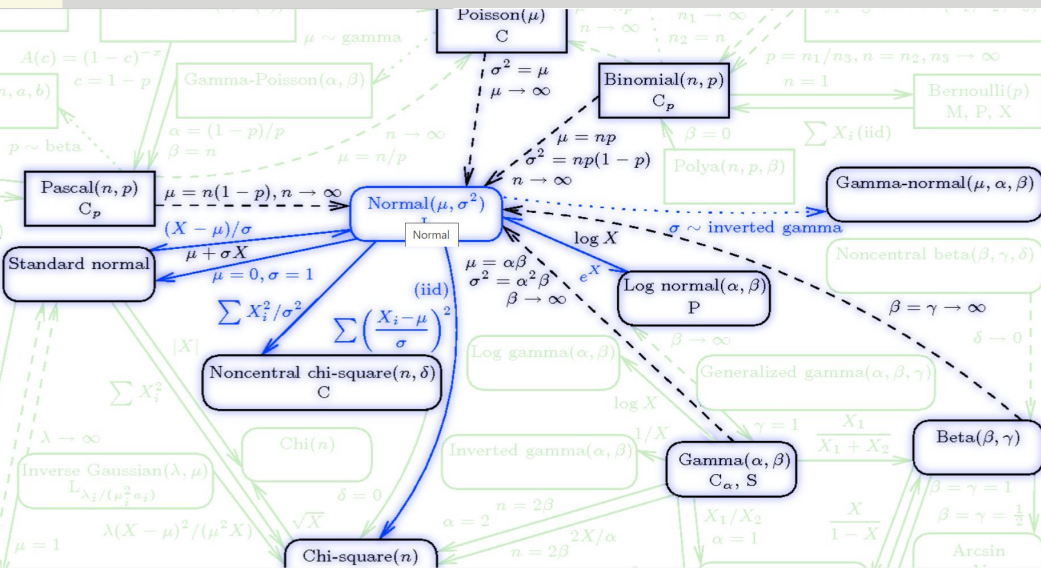 Poisson(μ)
C
μ ∼ gamma
μ = np
n → ∞
n₁ → ∞
n₂ = n
p = n₁/n₃, n = n₂, n₃ → ∞
n = 1
A(c) = (1 − c)^{−x}
c = 1 − p
Gamma-Poisson(α, β)
σ² = μ
μ → ∞
Binomial(n, p)
C_p
Bernoulli(p)
M, P, X
n, a, b)
α = (1 − p)/p
β = n
n → ∞
μ = n/p
μ = np
σ² = np(1 − p)
n → ∞
β = 0
∑ X_i (iid)
p ∼ beta
Polya(n, p, β)
Pascal(n, p)
C_p
μ = n(1 − p), n → ∞
Normal(μ, σ²)
Normal
Gamma-normal(μ, α, β)
σ ∼ inverted gamma
(X − μ)/σ
μ + σX
μ = 0, σ = 1
Standard normal
log X
e^X
μ = αβ
σ² = α²β
β → ∞
Noncentral beta(β, γ, δ)
Log normal(α, β)
P
β = γ → ∞
δ → 0
∑ X_i²/σ²
(iid)
∑ ((X_i − μ)/σ)²
|X|
∑ X_i²
Noncentral chi-square(n, δ)
C
Log gamma(α, β)
β → ∞
Generalized gamma(α, β, γ)
log X
λ → ∞
Chi(n)
Inverted gamma(α, β)
1/X
γ = 1
X₁
X₁ + X₂
Gamma(α, β)
C_α, S
Beta(β, γ)
Inverse Gaussian(λ, μ)
L_{λ_i/(μ_i² a_i)}
δ = 0
√X
λ(X − μ)²/(μ²X)
μ = 1
n = 2β
α = 2
2X/α
n = 2β
X₁/X₂
α = 1
X
1 − X
β = γ = 1
β = γ = ½
Chi-square(n)
Arcsin